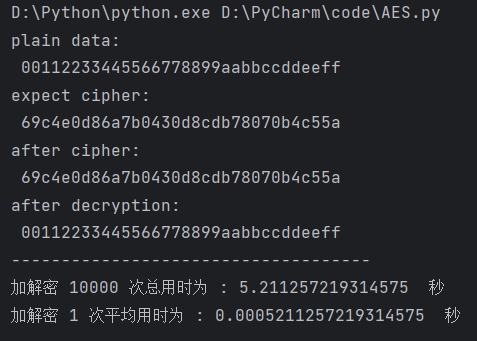 D:\Python\python.exe D:\PyCharm\code\AES.py
plain data:
00112233445566778899aabbccddeeff
expect cipher:
69c4e0d86a7b0430d8cdb78070b4c55a
after cipher:
69c4e0d86a7b0430d8cdb78070b4c55a
after decryption:
00112233445566778899aabbccddeeff
------------------------------------
加解密 10000 次总用时为 : 5.211257219314575  秒
加解密 1 次平均用时为 : 0.0005211257219314575  秒